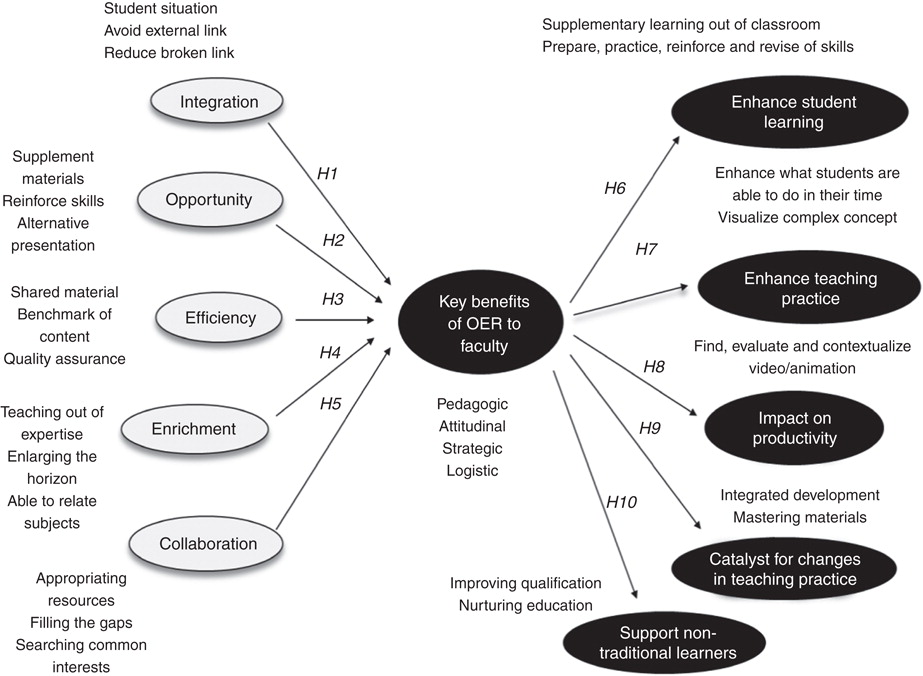 Student situation
Avoid external link
Reduce broken link
Integration
H1
Supplement
materials
Reinforce skills
Alternative
presentation
Opportunity
H2
Shared material
Benchmark of
content
Quality assurance
Efficiency
H3
Teaching out of
expertise
Enlarging the
horizon
Able to relate
subjects
Enrichment
H4
Collaboration
H5
Appropriating
resources
Filling the gaps
Searching common
interests
Key benefits
of OER to
faculty
Pedagogic
Attitudinal
Strategic
Logistic
Supplementary learning out of classroom
Prepare, practice, reinforce and revise of skills
H6
Enhance student
learning
Enhance what students are
able to do in their time
Visualize complex concept
H7
Enhance teaching
practice
Find, evaluate and contextualize
video/animation
H8
Impact on
productivity
H9
Integrated development
Mastering materials
Catalyst for changes
in teaching practice
H10
Improving qualification
Nurturing education
Support non-
traditional learners